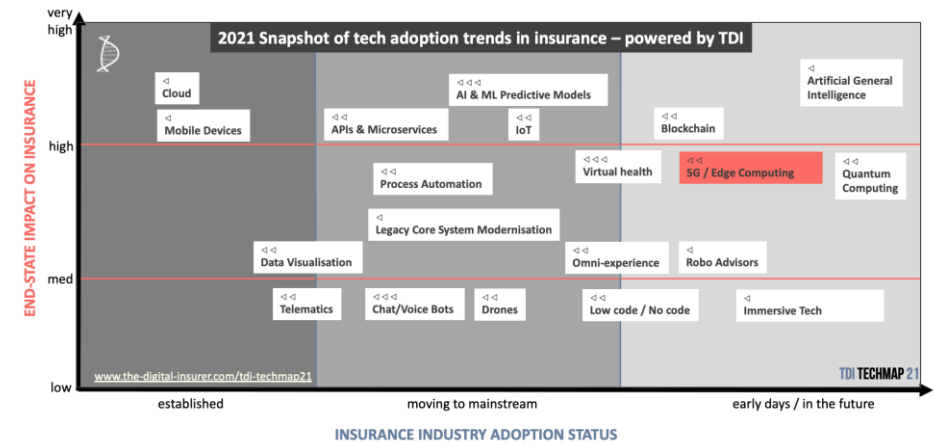 very
high
2021 Snapshot of tech adoption trends in insurance – powered by TDI
Cloud
AI & ML Predictive Models
Artificial General
Intelligence
Mobile Devices
APIs & Microservices
IoT
Blockchain
high
Process Automation
Virtual health
5G / Edge Computing
Quantum
Computing
Legacy Core System Modernisation
Data Visualisation
Omni-experience
Robo Advisors
med
Telematics
Chat/Voice Bots
Drones
Low code / No code
Immersive Tech
www.the-digital-insurer.com/tdi-techmap21
TDI TECHMAP 21
low
END-STATE IMPACT ON INSURANCE
established
moving to mainstream
early days / in the future
INSURANCE INDUSTRY ADOPTION STATUS